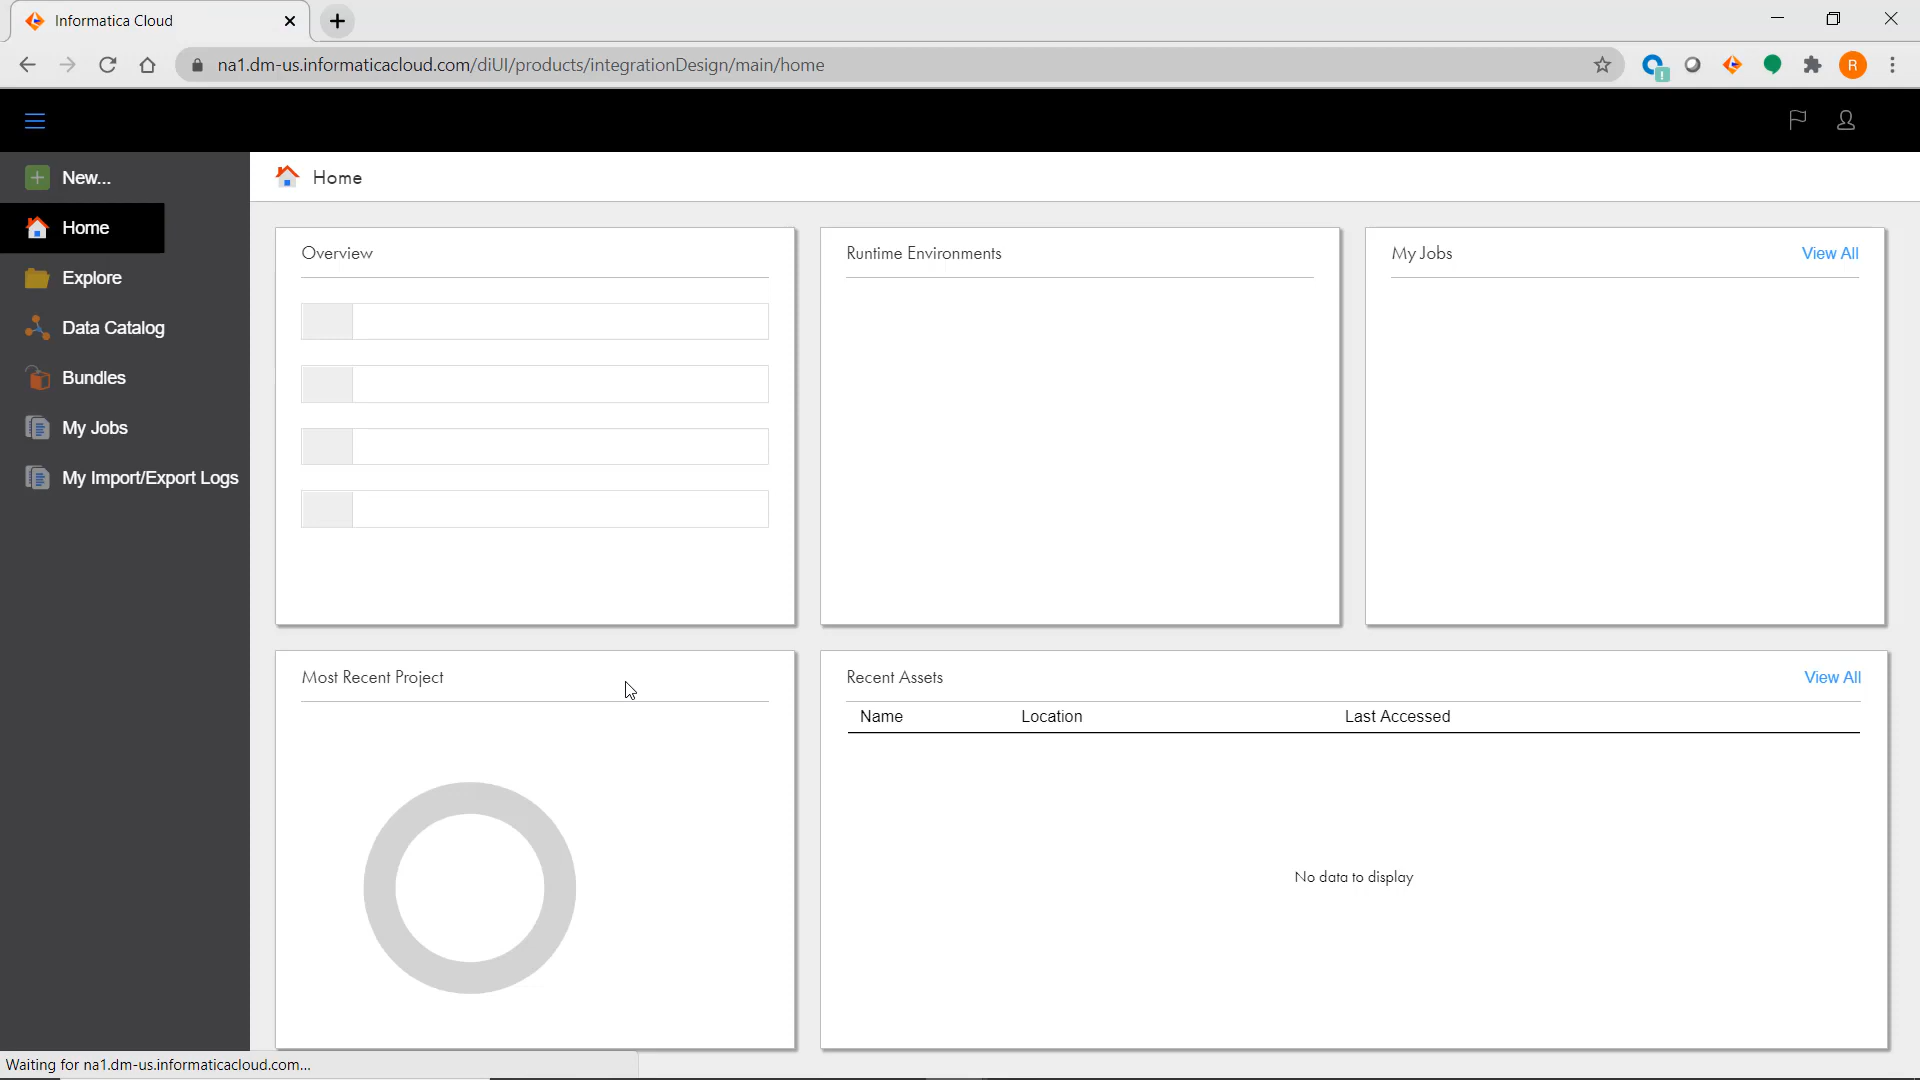 Informatica Cloud
na1.dm-us.informaticacloud.com/diUI/products/integrationDesign/main/home
R
New...
Home
Explore
Data Catalog
Bundles
My Jobs
My Import/Export Logs
Home
Overview
Runtime Environments
My Jobs
View All
Most Recent Project
Recent Assets
View All
Name Location Last Accessed
No data to display
Waiting for na1.dm-us.informaticacloud.com...